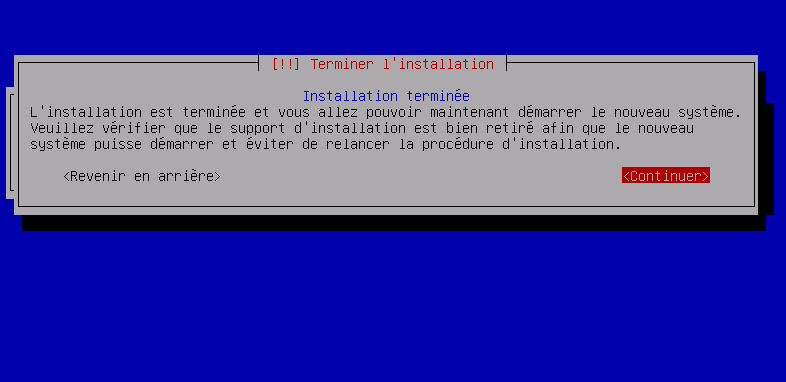 [!!] Terminer l'installation
Installation terminée
L'installation est terminée et vous allez pouvoir maintenant démarrer le nouveau système.
Veuillez vérifier que le support d'installation est bien retiré afin que le nouveau
système puisse démarrer et éviter de relancer la procédure d'installation.
<Revenir en arrière> <Continuer>